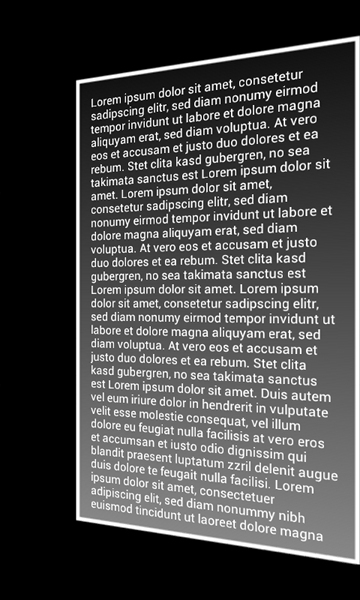 Lorem ipsum dolor sit amet, consetetur
sadipscing elitr, sed diam nonumy eirmod
tempor invidunt ut labore et dolore magna
aliquyam erat, sed diam voluptua. At vero
eos et accusam et justo duo dolores et ea
rebum. Stet clita kasd gubergren, no sea
takimata sanctus est Lorem ipsum dolor sit
amet. Lorem ipsum dolor sit amet,
consetetur sadipscing elitr, sed diam
nonumy eirmod tempor invidunt ut labore et
dolore magna aliquyam erat, sed diam
voluptua. At vero eos et accusam et justo
duo dolores et ea rebum. Stet clita kasd
gubergren, no sea takimata sanctus est
Lorem ipsum dolor sit amet. Lorem ipsum
dolor sit amet, consetetur sadipscing elitr,
sed diam nonumy eirmod tempor invidunt ut
labore et dolore magna aliquyam erat, sed
diam voluptua. At vero eos et accusam et
justo duo dolores et ea rebum. Stet clita
kasd gubergren, no sea takimata sanctus
est Lorem ipsum dolor sit amet. Duis autem
vel eum iriure dolor in hendrerit in vulputate
velit esse molestie consequat, vel illum
dolore eu feugiat nulla facilisis at vero eros
et accumsan et iusto odio dignissim qui
blandit praesent luptatum zzril delenit augue
duis dolore te feugait nulla facilisi. Lorem
ipsum dolor sit amet, consectetuer
adipiscing elit, sed diam nonummy nibh
euismod tincidunt ut laoreet dolore magna